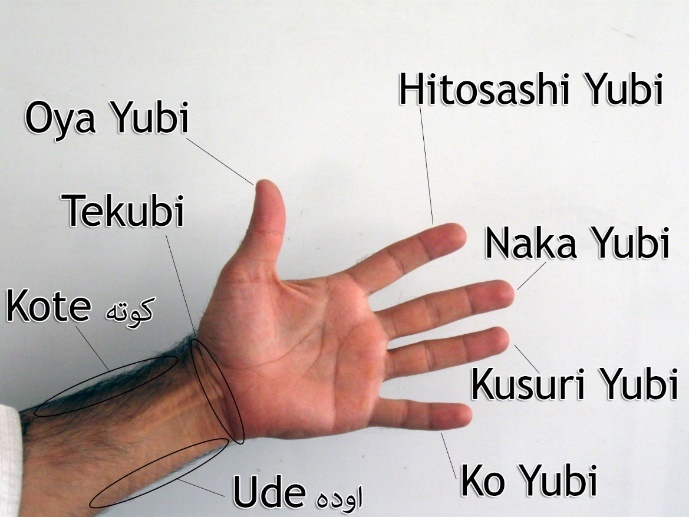 Hitosashi Yubi
Oya Yubi
Tekubi
Naka Yubi
Kote کوته
Kusuri Yubi
Ko Yubi
Ude اوده